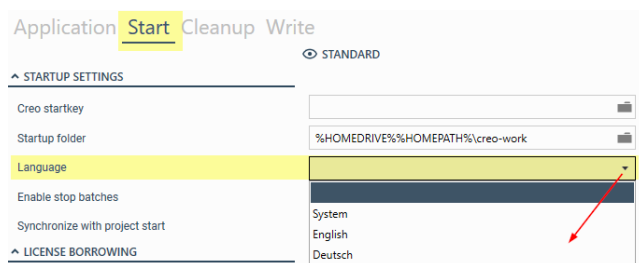 Application Start Cleanup Write
STANDARD
STARTUP SETTINGS
Creo startkey
Startup folder %HOMEDRIVE%%HOMEPATH%\creo-work
Language
Enable stop batches
System
Synchronize with project start
English
LICENSE BORROWING
Deutsch